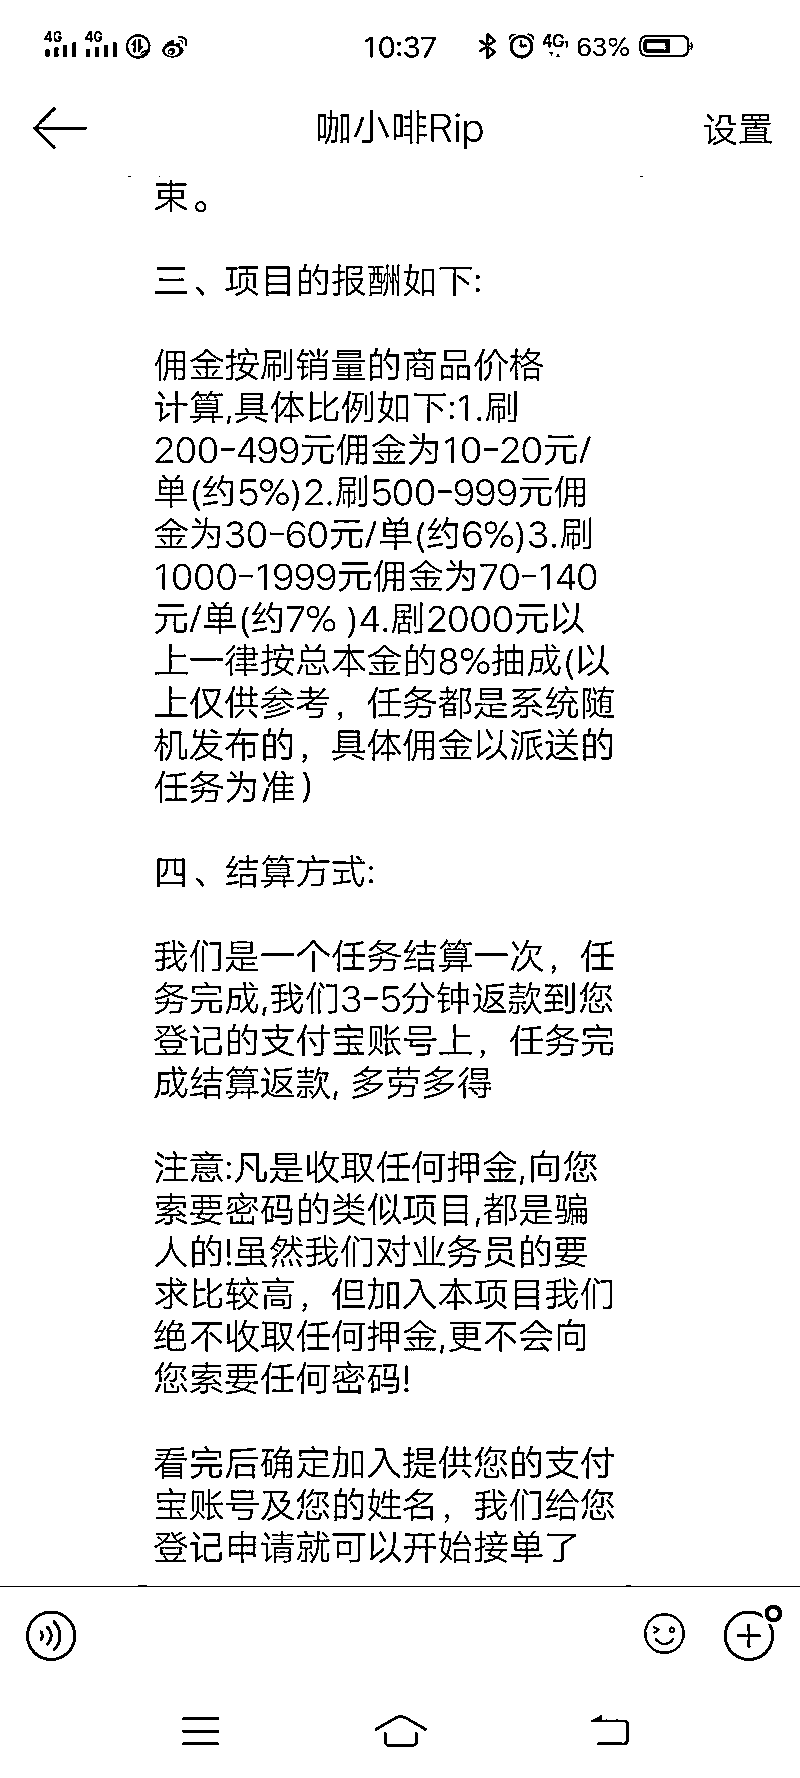 4G 4G 10:37 4G 63%
咖小啡Rip 设置
束。
三、项目的报酬如下:
佣金按刷销量的商品价格
计算,具体比例如下:1.刷
200-499元佣金为10-20元/
单(约5%)2.刷500-999元佣
金为30-60元/单(约6%)3.刷
1000-1999元佣金为70-140
元/单(约7% )4.剧2000元以
上一律按总本金的8%抽成(以
上仅供参考，任务都是系统随
机发布的，具体佣金以派送的
任务为准)
四、结算方式:
我们是一个任务结算一次，任
务完成,我们3-5分钟返款到您
登记的支付宝账号上，任务完
成结算返款, 多劳多得
注意:凡是收取任何押金,向您
索要密码的类似项目,都是骗
人的!虽然我们对业务员的要
求比较高，但加入本项目我们
绝不收取任何押金,更不会向
您索要任何密码!
看完后确定加入提供您的支付
宝账号及您的姓名，我们给您
登记申请就可以开始接单了